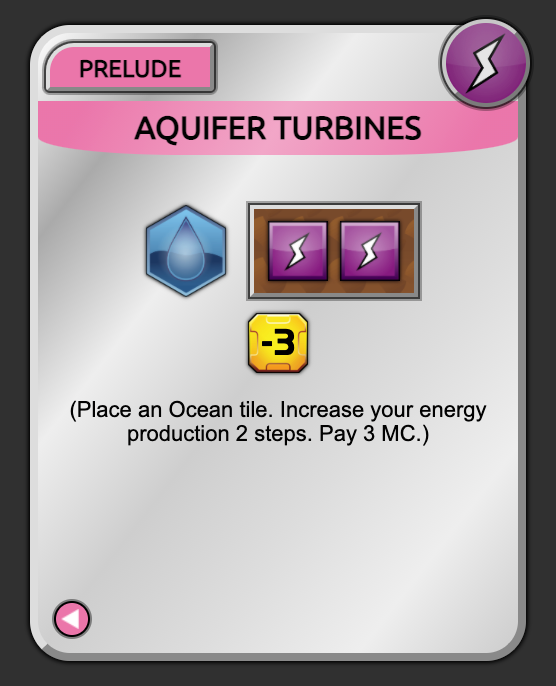 PRELUDE
AQUIFER TURBINES
-3
(Place an Ocean tile. Increase your energy
production 2 steps. Pay 3 MC.)